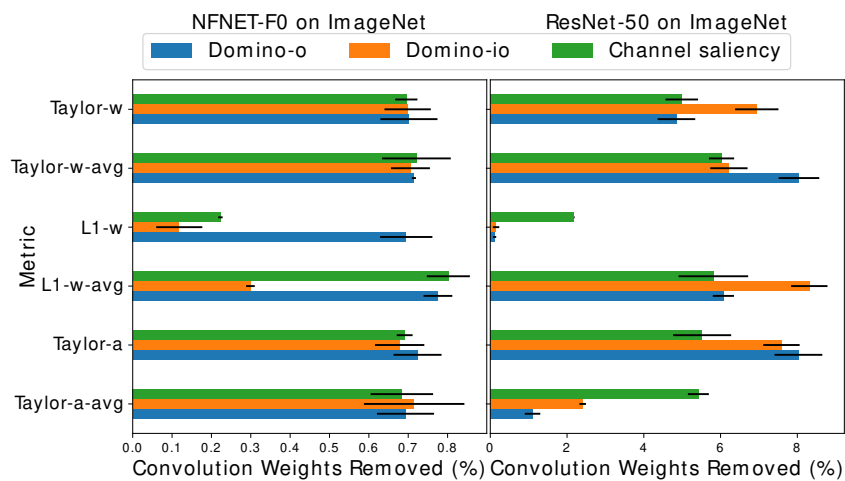 NFNET-F0 on ImageNet
ResNet-50 on ImageNet
Domino-o
Domino-io
Channel saliency
Metric
Taylor-w
Taylor-w-avg
L1-w
L1-w-avg
Taylor-a
Taylor-a-avg
0.0 0.1 0.2 0.3 0.4 0.5 0.6 0.7 0.8
0 2 4 6 8
Convolution Weights Removed (%)
Convolution Weights Removed (%)